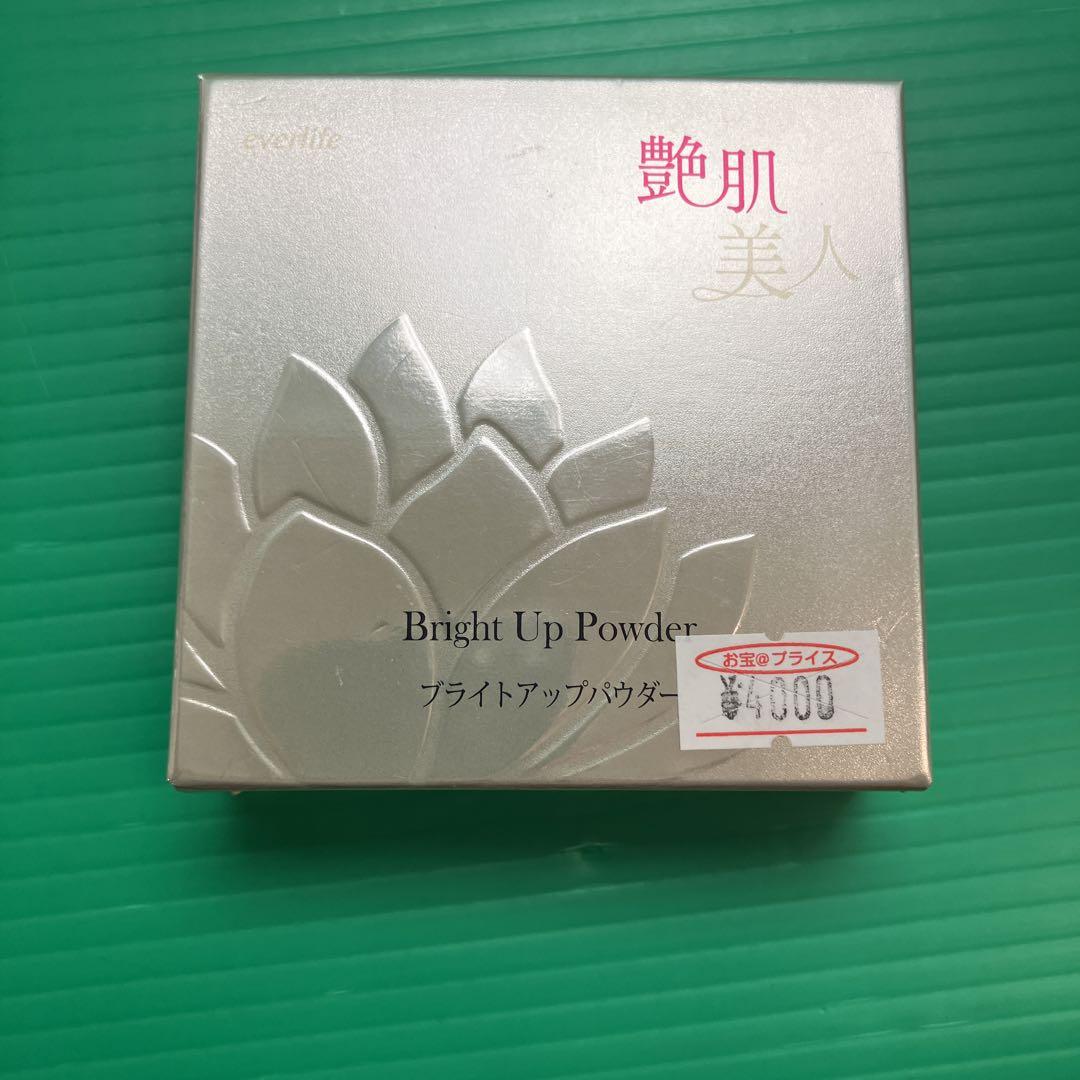 everlife
艶肌
美人
Bright Up Powder
ブライトアップパウダー
お宝@プライス
¥4000